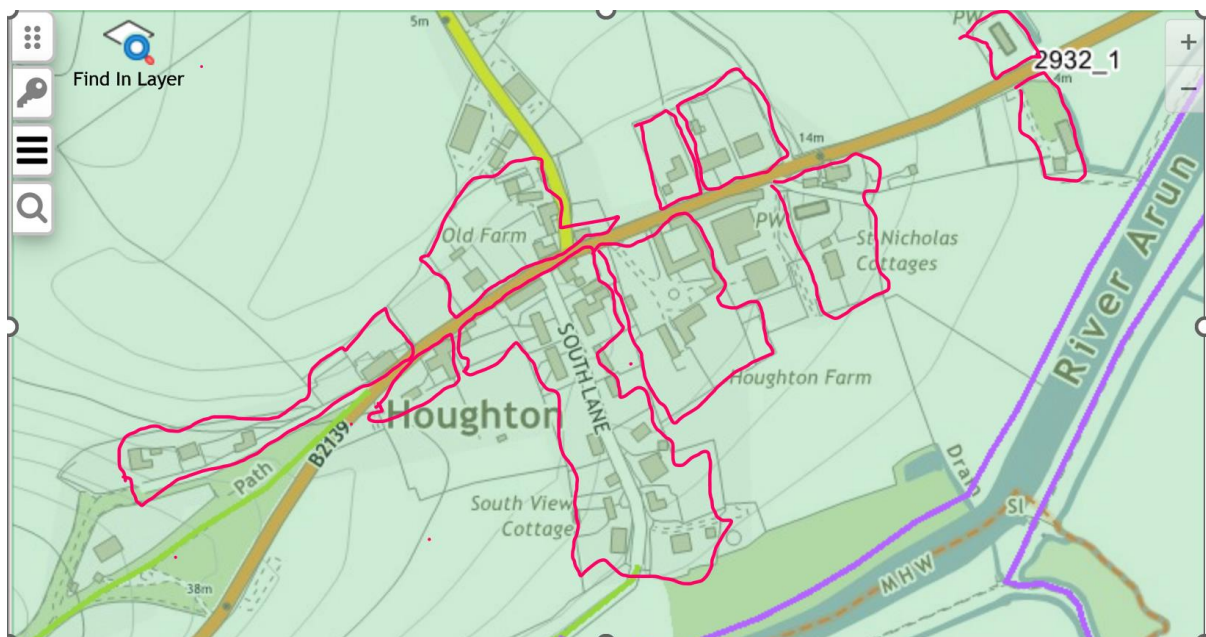 5m
PW
+
Find In Layer
2932_1
4m
−
14m
Old Farm
PW
St Nicholas
Cottages
River Arun
SOUTH LANE
Houghton Farm
Houghton
B2139
Path
Drain
South View
Cottage
Sl
MHW
38m